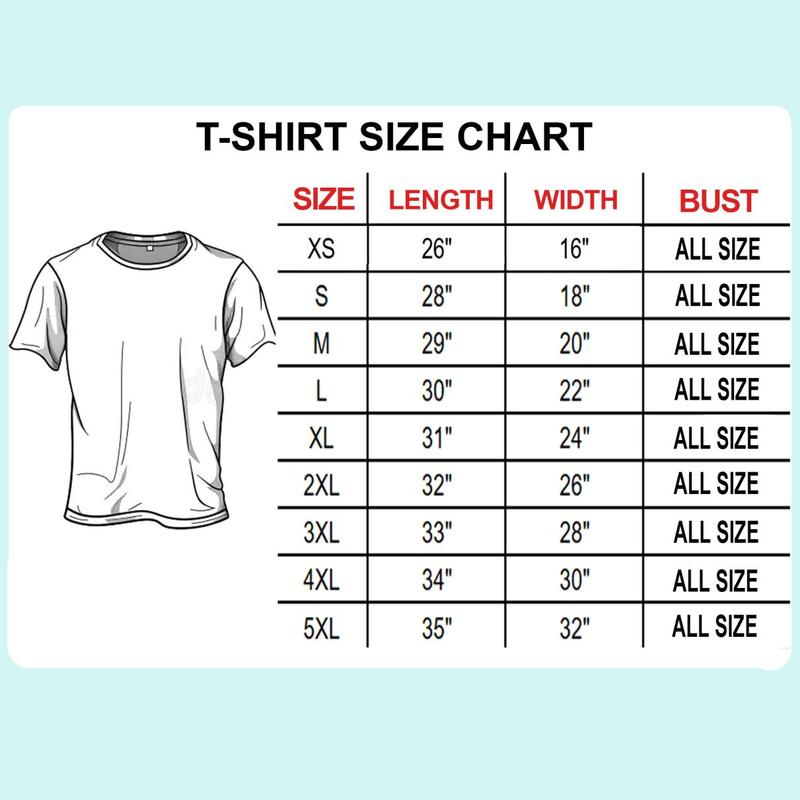 T-SHIRT SIZE CHART
SIZE LENGTH WIDTH BUST
XS 26" 16" ALL SIZE
S 28" 18" ALL SIZE
M 29" 20" ALL SIZE
L 30" 22" ALL SIZE
XL 31" 24" ALL SIZE
2XL 32" 26" ALL SIZE
3XL 33" 28" ALL SIZE
4XL 34" 30" ALL SIZE
5XL 35" 32" ALL SIZE